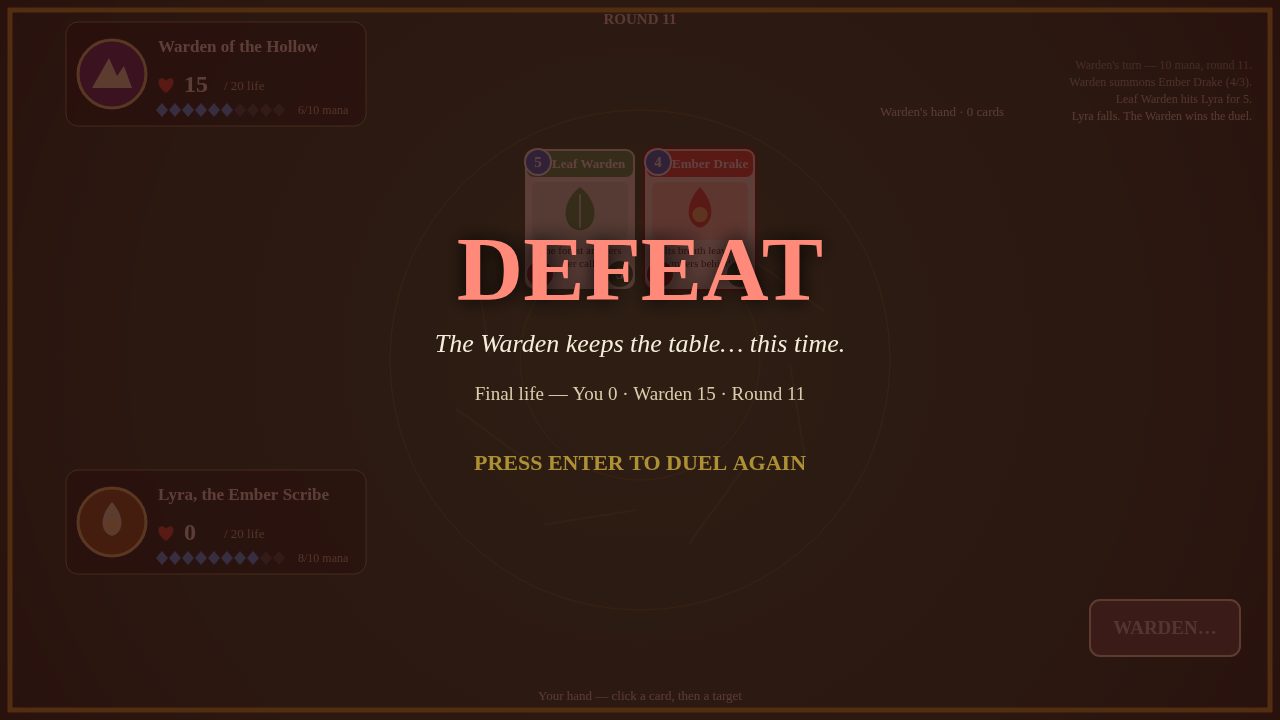 ROUND 11
Warden of the Hollow
15 / 20 life
6/10 mana
Warden's turn — 10 mana, round 11.
Warden summons Ember Drake (4/3).
Leaf Warden hits Lyra for 5.
Lyra falls. The Warden wins the duel.
Warden's hand · 0 cards
5 Leaf Warden
4 Ember Drake
DEFEAT
The Warden keeps the table… this time.
Final life — You 0 · Warden 15 · Round 11
PRESS ENTER TO DUEL AGAIN
Lyra, the Ember Scribe
0 / 20 life
8/10 mana
WARDEN…
Your hand — click a card, then a target